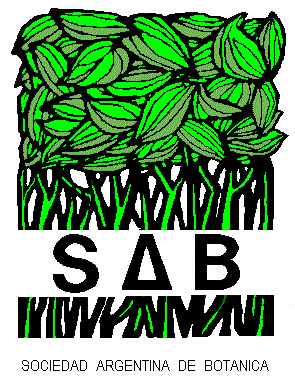 SΔB
SOCIEDAD ARGENTINA DE BOTANICA